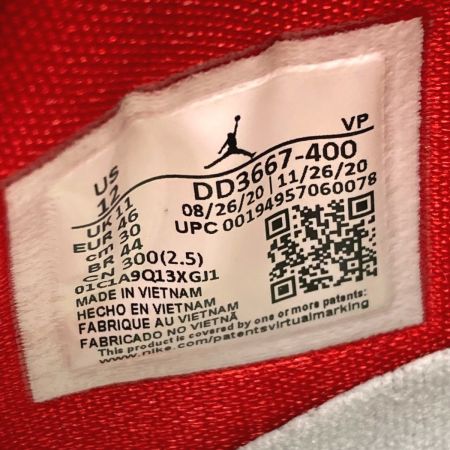 VP
DD3667-400
08/26/20 | 11/26/20
UPC 00194957060078
US 12
UK 11
EUR 46
cm 30
BR 44
CN 300(2.5)
01C1A9Q13XGJ1
MADE IN VIETNAM
HECHO EN VIETNAM
FABRIQUE AU VIETNAM
FABRICADO NO VIETNÃ
This product is covered by one or more patents:
www.nike.com/patentsvirtualmarking